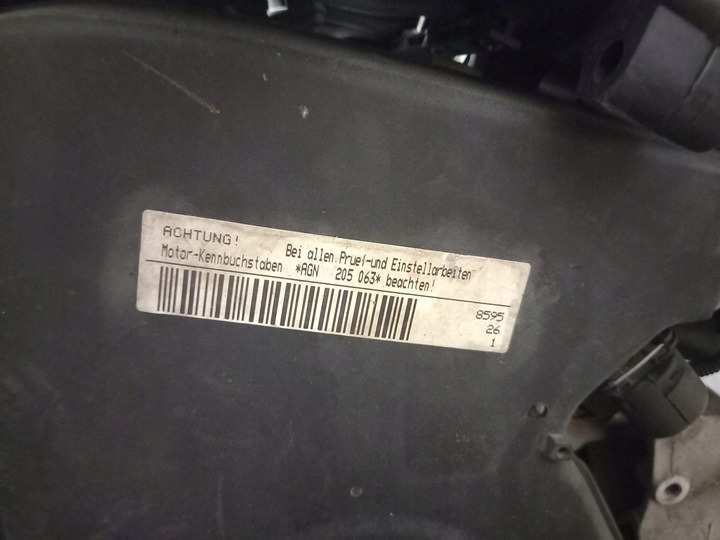 ACHTUNG! Bei allen Pruef-und Einstellarbeiten
Motor-Kennbuchstaben *AGN 205 063* beachten!
8595
26
1